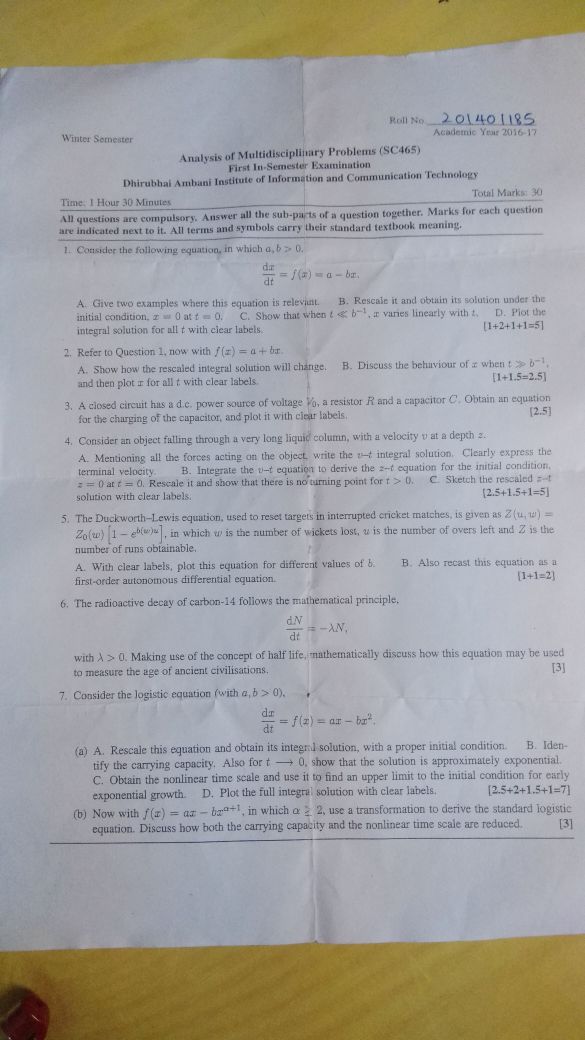 Roll No. 201401185
Winter Semester
Academic Year 2016-17
Analysis of Multidisciplinary Problems (SC465)
First In-Semester Examination
Dhirubhai Ambani Institute of Information and Communication Technology
Time: 1 Hour 30 Minutes
Total Marks: 30
All questions are compulsory. Answer all the sub-parts of a question together. Marks for each question
are indicated next to it. All terms and symbols carry their standard textbook meaning.
1. Consider the following equation, in which a, b > 0.
dx/dt = f(x) = a − bx.
A. Give two examples where this equation is relevant. B. Rescale it and obtain its solution under the
initial condition, x = 0 at t = 0. C. Show that when t ≪ b⁻¹, x varies linearly with t. D. Plot the
integral solution for all t with clear labels. [1+2+1+1=5]
2. Refer to Question 1, now with f(x) = a + bx.
A. Show how the rescaled integral solution will change. B. Discuss the behaviour of x when t ≫ b⁻¹,
and then plot x for all t with clear labels. [1+1.5=2.5]
3. A closed circuit has a d.c. power source of voltage V₀, a resistor R and a capacitor C. Obtain an equation
for the charging of the capacitor, and plot it with clear labels. [2.5]
4. Consider an object falling through a very long liquid column, with a velocity v at a depth z.
A. Mentioning all the forces acting on the object, write the v–t integral solution. Clearly express the
terminal velocity. B. Integrate the v–t equation to derive the z–t equation for the initial condition,
z = 0 at t = 0. Rescale it and show that there is no turning point for t > 0. C. Sketch the rescaled z–t
solution with clear labels. [2.5+1.5+1=5]
5. The Duckworth–Lewis equation, used to reset targets in interrupted cricket matches, is given as Z(u, w) =
Z₀(w) [1 − e^{b(w)u}], in which w is the number of wickets lost, u is the number of overs left and Z is the
number of runs obtainable.
A. With clear labels, plot this equation for different values of b. B. Also recast this equation as a
first-order autonomous differential equation. [1+1=2]
6. The radioactive decay of carbon-14 follows the mathematical principle,
dN/dt = −λN,
with λ > 0. Making use of the concept of half life, mathematically discuss how this equation may be used
to measure the age of ancient civilisations. [3]
7. Consider the logistic equation (with a, b > 0),
dx/dt = f(x) = ax − bx².
(a) A. Rescale this equation and obtain its integral solution, with a proper initial condition. B. Iden-
tify the carrying capacity. Also for t ⟶ 0, show that the solution is approximately exponential.
C. Obtain the nonlinear time scale and use it to find an upper limit to the initial condition for early
exponential growth. D. Plot the full integral solution with clear labels. [2.5+2+1.5+1=7]
(b) Now with f(x) = ax − bx^{α+1}, in which α ≥ 2, use a transformation to derive the standard logistic
equation. Discuss how both the carrying capacity and the nonlinear time scale are reduced. [3]